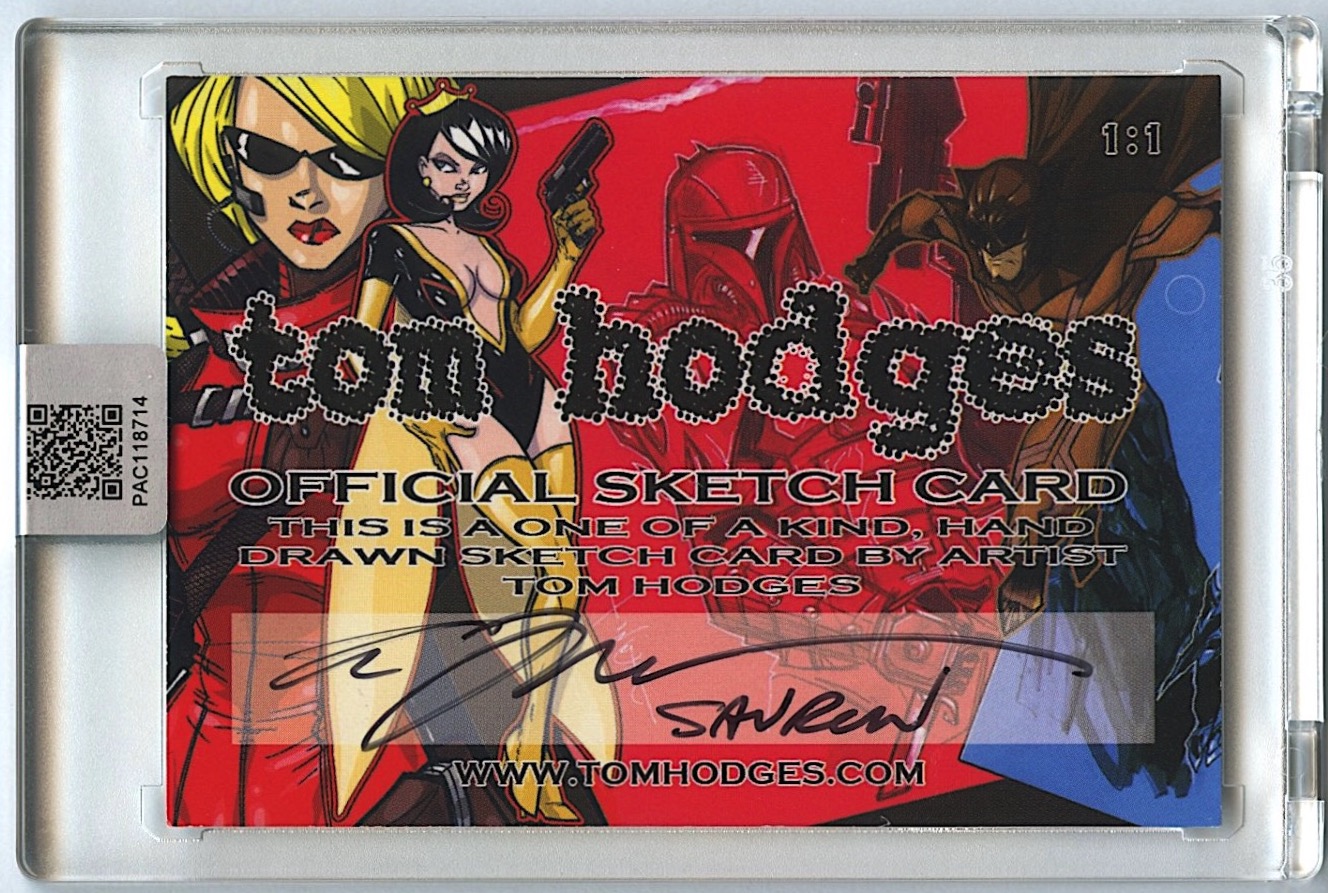 1:1
tom hodges
OFFICIAL SKETCH CARD
THIS IS A ONE OF A KIND, HAND
DRAWN SKETCH CARD BY ARTIST
TOM HODGES
SAURON
WWW.TOMHODGES.COM
PAC118714